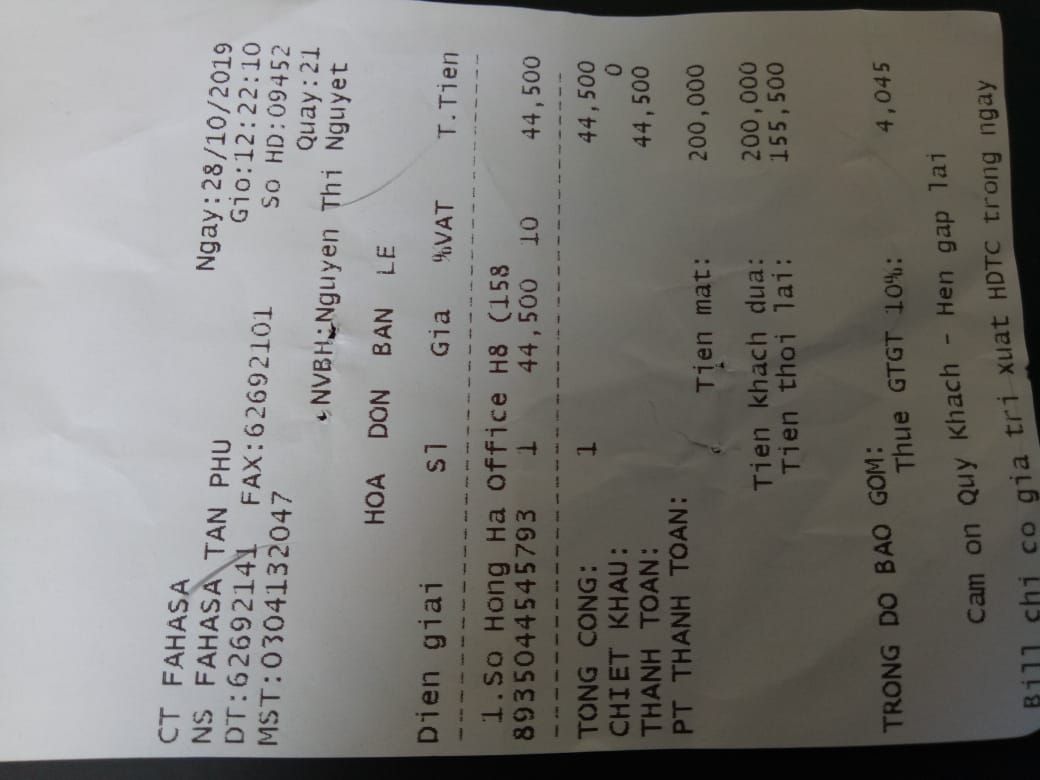 CT FAHASA
NS FAHASA TAN PHU Ngay:28/10/2019
DT:62692141 FAX:62692101 Gio:12:22:10
MST:0304132047 So HD:09452
Quay:21
NVBH:Nguyen Thi Nguyet
HOA DON BAN LE
Dien giai Sl Gia %VAT T.Tien
1.So Hong Ha Office H8 (158
8935044545793 1 44,500 10 44,500
TONG CONG: 1 44,500
CHIET KHAU: 0
THANH TOAN: 44,500
PT THANH TOAN:
Tien mat: 200,000
Tien khach dua: 200,000
Tien thoi lai: 155,500
TRONG DO BAO GOM:
Thue GTGT 10%: 4,045
Cam on Quy Khach - Hen gap lai
Bill chi co gia tri xuat HDTC trong ngay